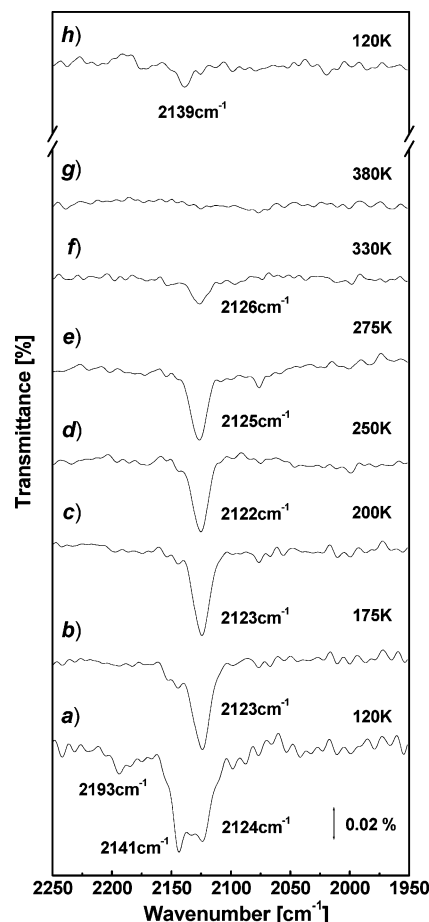 h) 120K
2139cm-1
g) 380K
f) 330K
2126cm-1
e) 275K
2125cm-1
d) 250K
2122cm-1
c) 200K
2123cm-1
b) 175K
2123cm-1
a) 120K
2193cm-1
2124cm-1
0.02 %
2141cm-1
2250 2200 2150 2100 2050 2000 1950
Wavenumber [cm-1]
Transmittance [%]